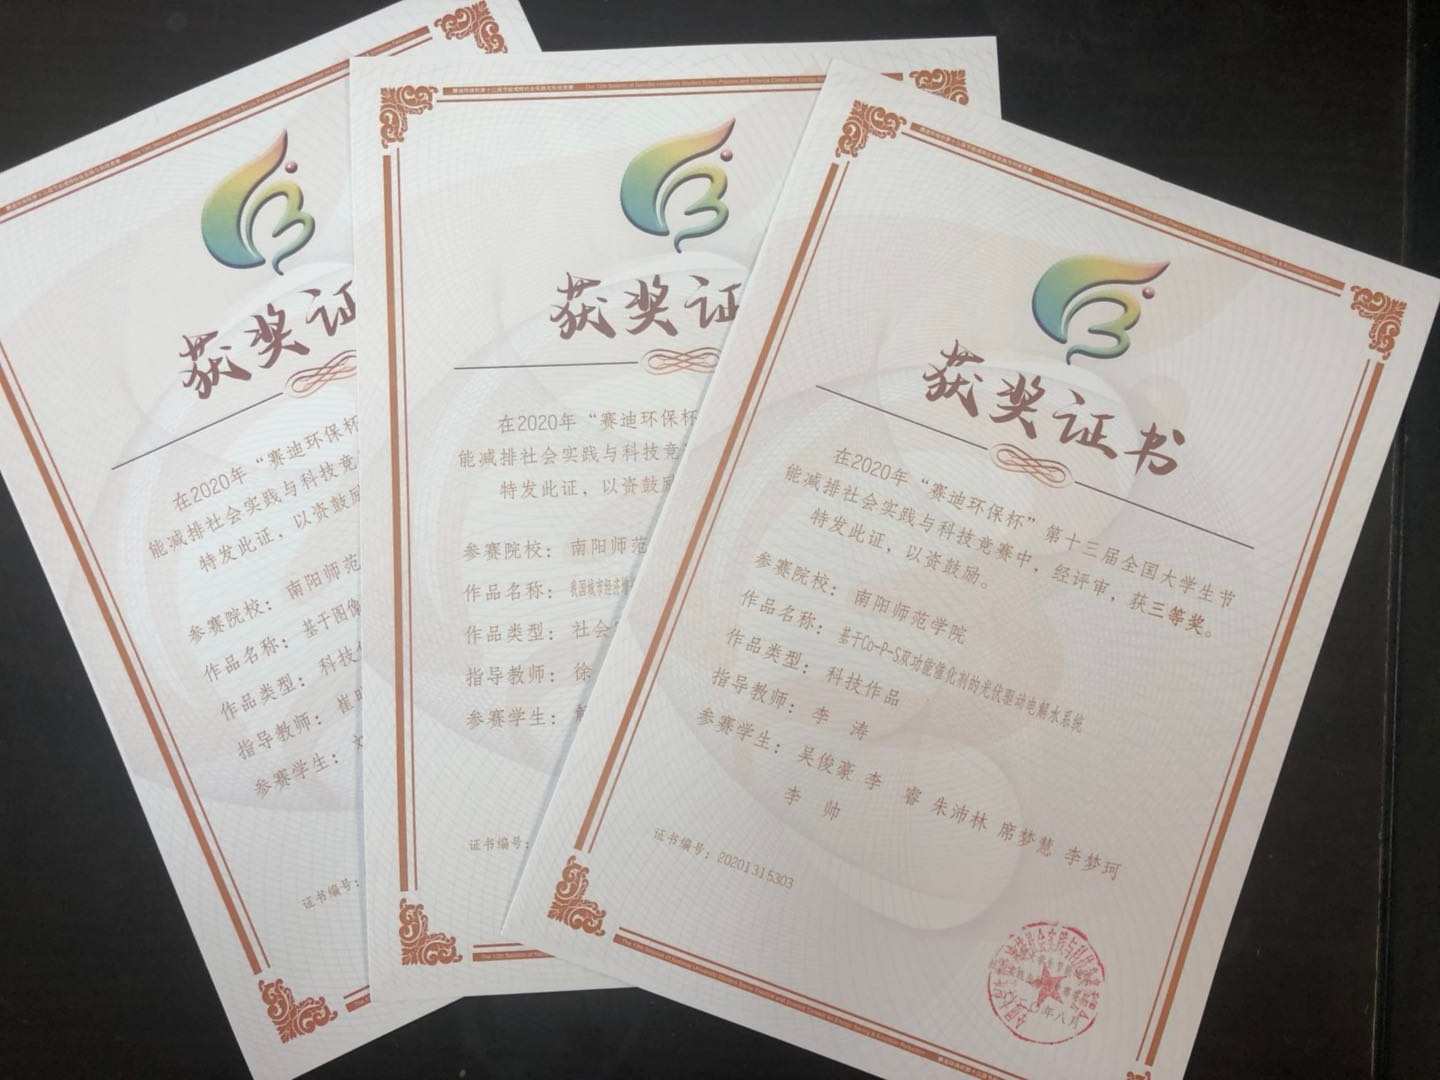 获奖证
在2020年“赛迪环保杯
能减排社会实践与科技竞
特发此证，以资鼓励
参赛院校：南阳师范
作品名称：基于图像
作品类型：科技
指导教师：崔
参赛学生：
证书编号：
获奖证
在2020年“赛迪环保杯
能减排社会实践与科技竞
特发此证，以资鼓励
参赛院校：南阳师范
作品名称：我国城市经济
作品类型：社会
指导教师：徐
参赛学生：
证书编号：
获奖证书
在2020年“赛迪环保杯”第十三届全国大学生节
能减排社会实践与科技竞赛中，经评审，获三等奖。
特发此证，以资鼓励。
参赛院校：南阳师范学院
作品名称：基于Co-P-S双功能催化剂的光伏驱动电解水系统
作品类型：科技作品
指导教师：李 涛
参赛学生：吴俊豪 李 睿 朱沛林 席梦慧 李梦珂
李 帅
证书编号：20201315303